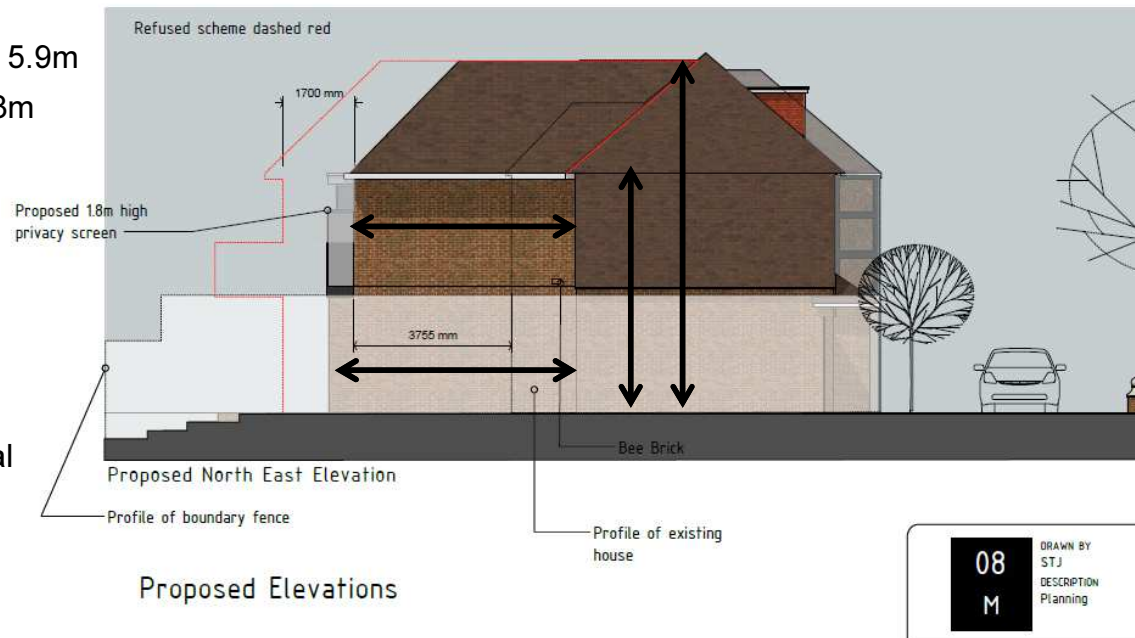 Refused scheme dashed red
5.9m
1700 mm
Proposed 1.8m high
privacy screen
3755 mm
Bee Brick
Proposed North East Elevation
Profile of boundary fence
Profile of existing
house
Proposed Elevations
08
M
DRAWN BY
STJ
DESCRIPTION
Planning